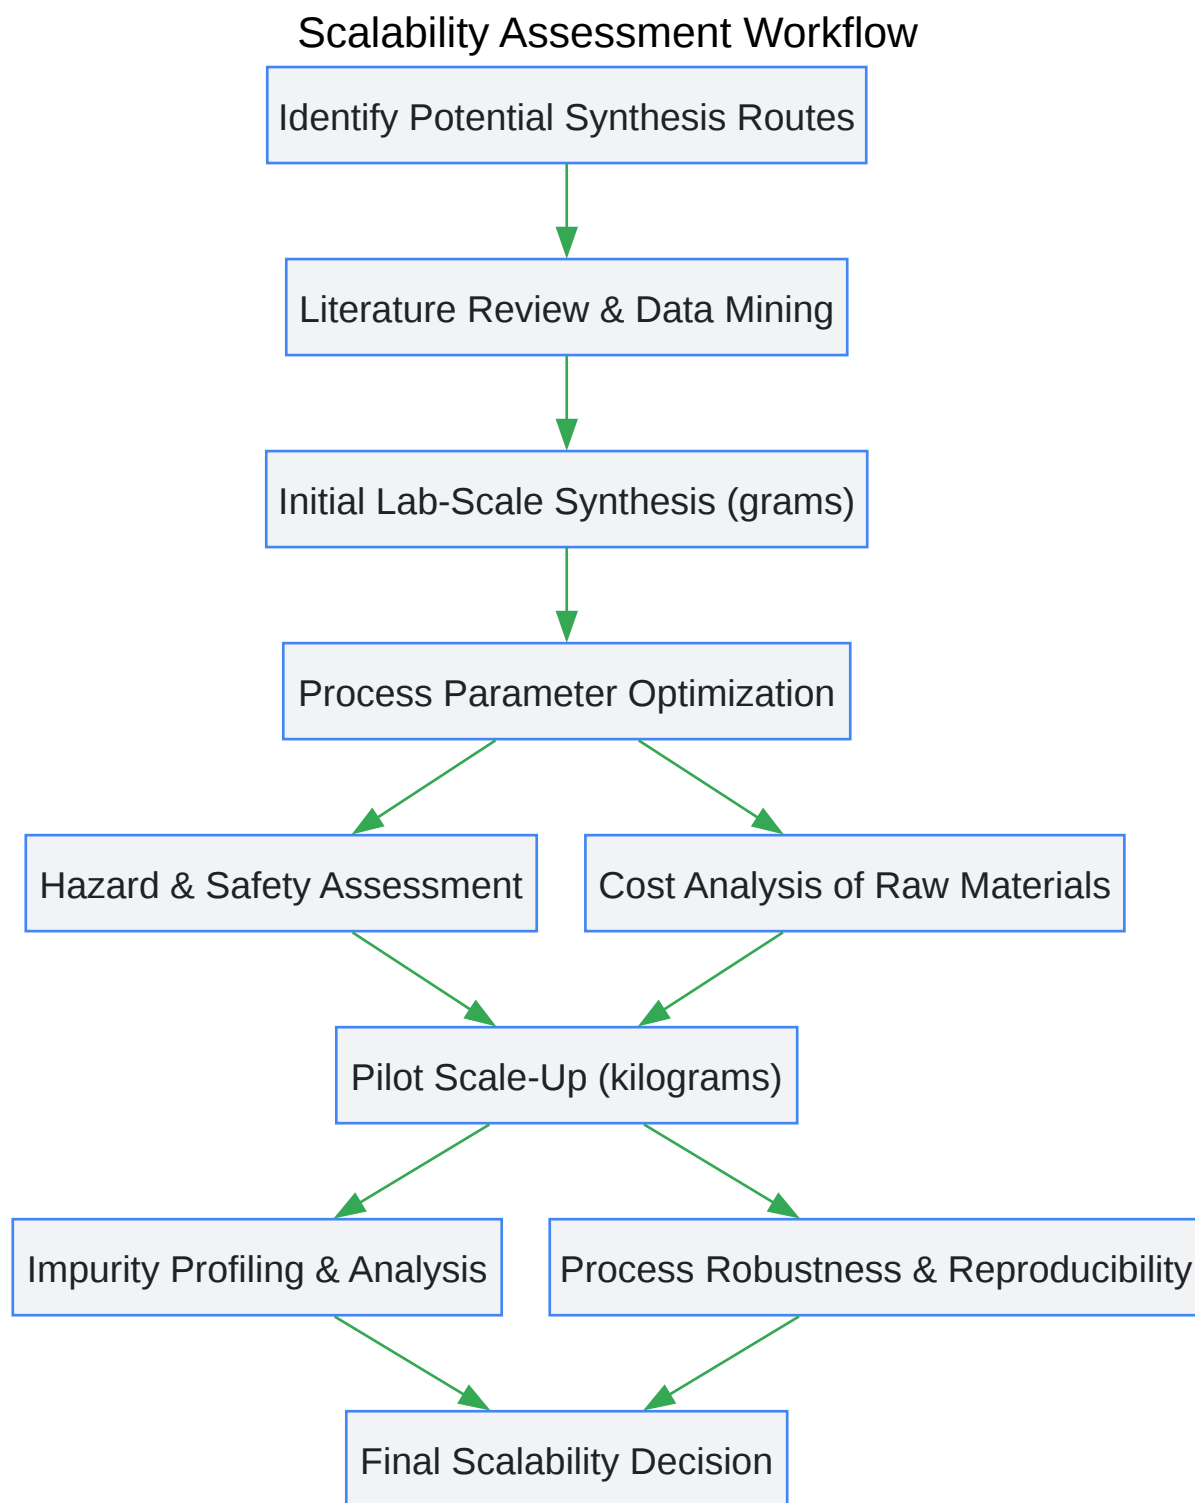 Scalability Assessment Workflow
Identify Potential Synthesis Routes
Literature Review & Data Mining
Initial Lab-Scale Synthesis (grams)
Process Parameter Optimization
Hazard & Safety Assessment
Cost Analysis of Raw Materials
Pilot Scale-Up (kilograms)
Impurity Profiling & Analysis
Process Robustness & Reproducibility
Final Scalability Decision